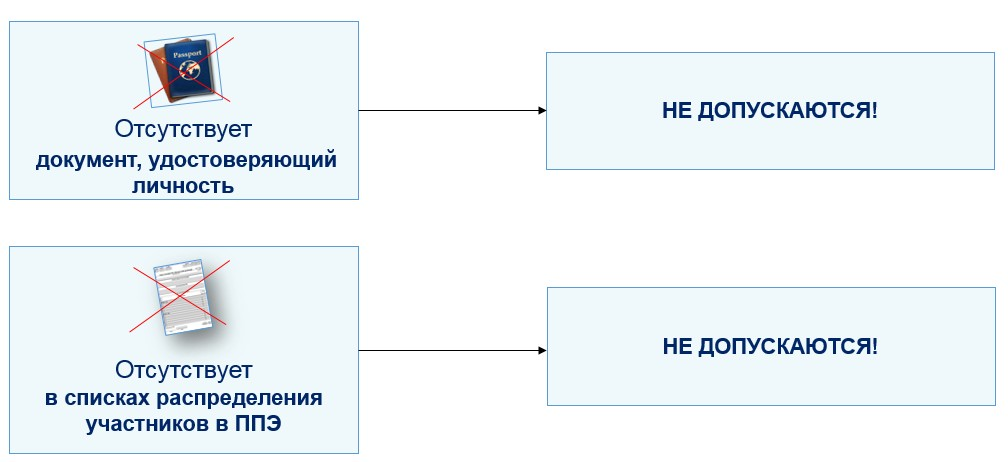 Passport
Отсутствует
документ, удостоверяющий
личность
НЕ ДОПУСКАЮТСЯ!
Отсутствует
в списках распределения
участников в ППЭ
НЕ ДОПУСКАЮТСЯ!